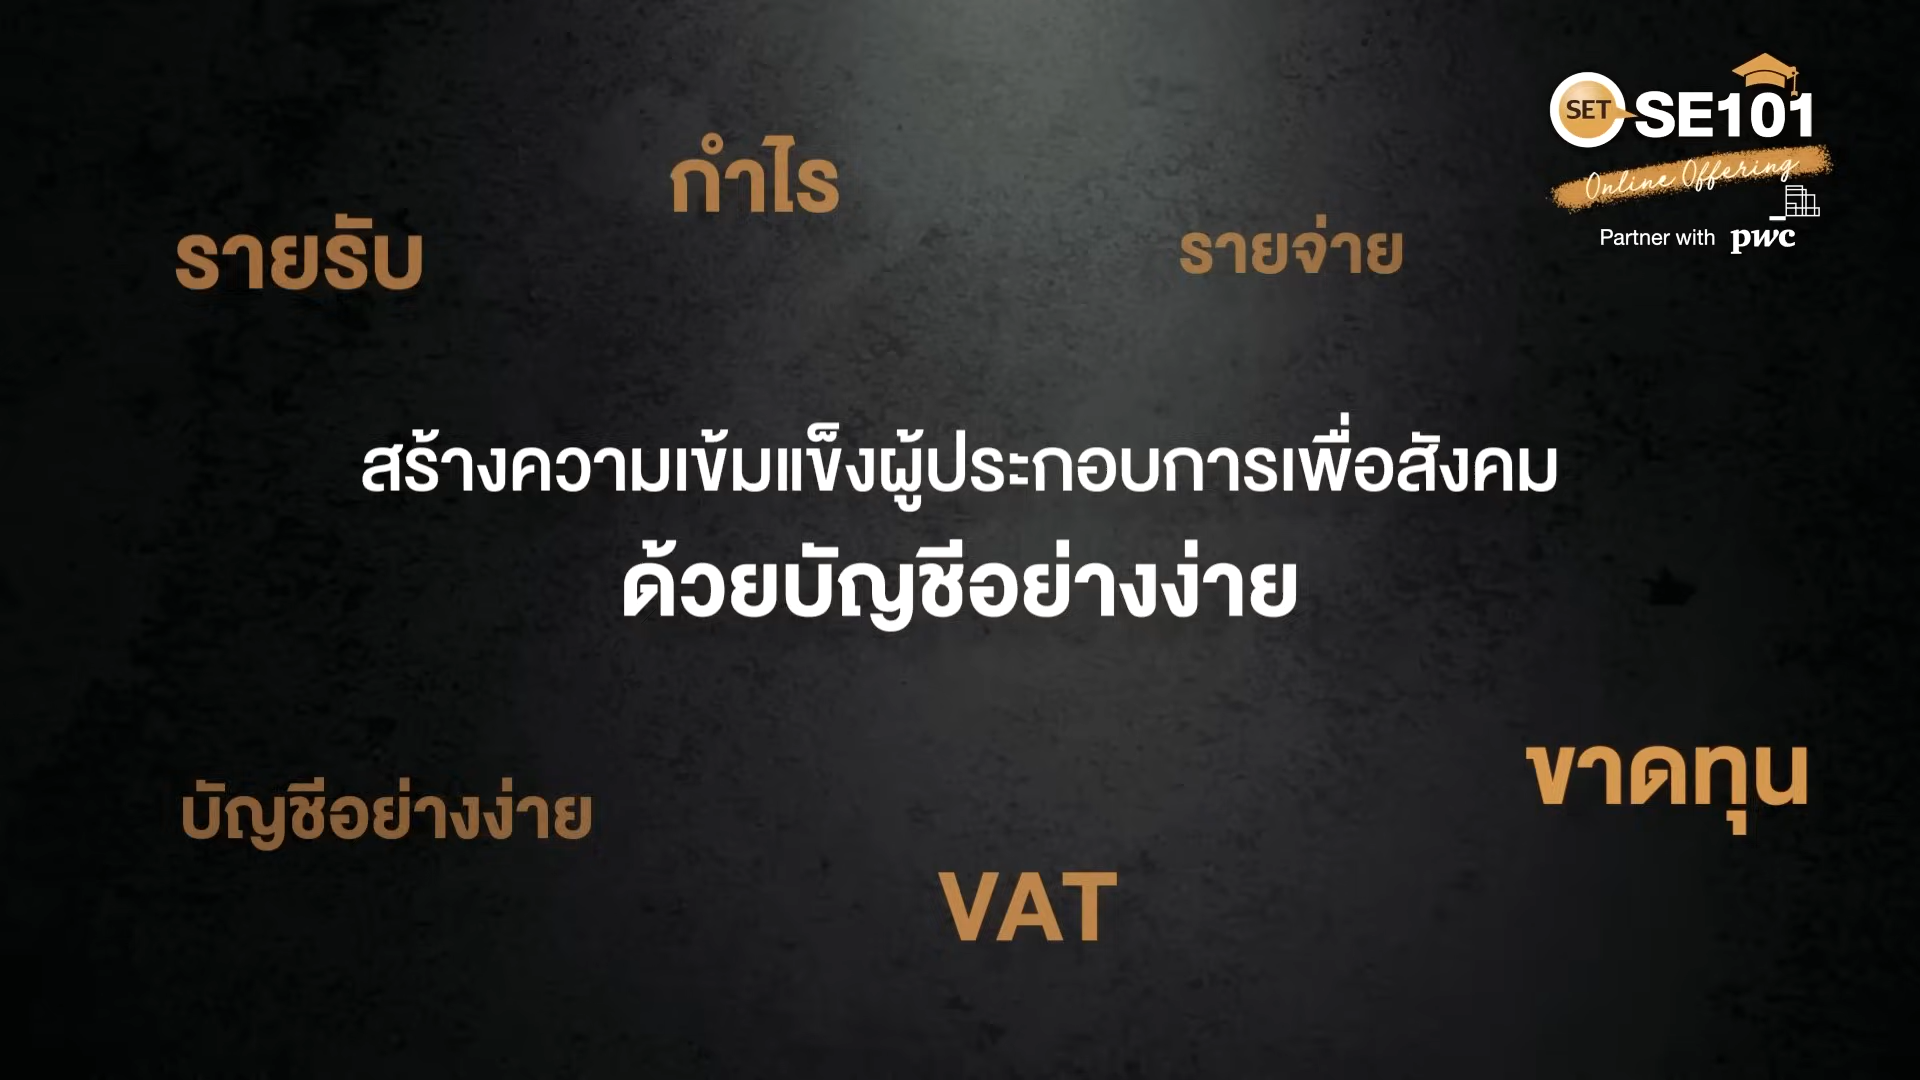 SET SE101
Online Offering
Partner with pwc
กำไร
รายรับ
รายจ่าย
สร้างความเข้มแข็งผู้ประกอบการเพื่อสังคม
ด้วยบัญชีอย่างง่าย
ขาดทุน
บัญชีอย่างง่าย
VAT